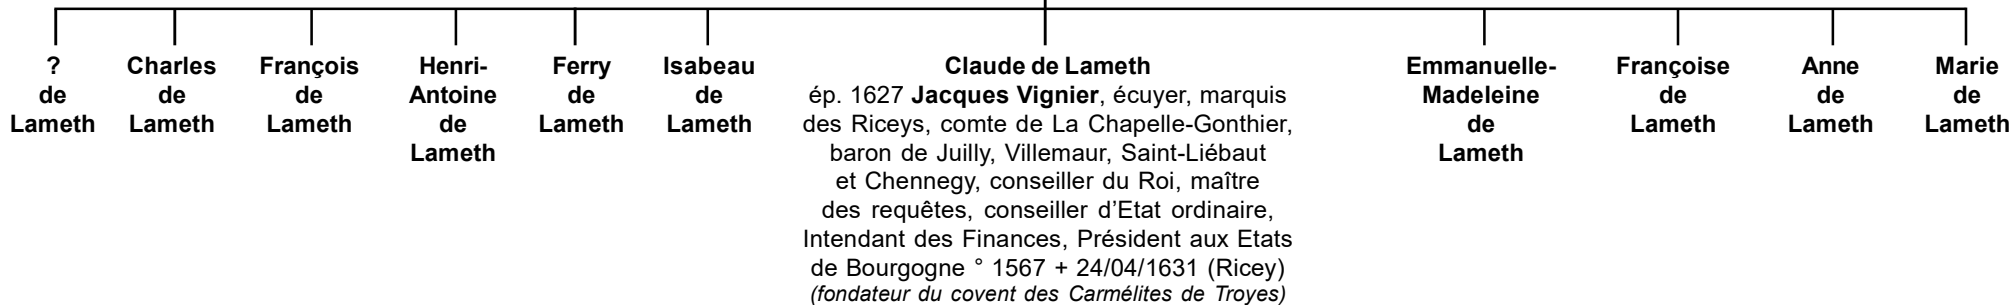 ?
de
Lameth
Charles
de
Lameth
François
de
Lameth
Henri-
Antoine
de
Lameth
Ferry
de
Lameth
Isabeau
de
Lameth
Claude de Lameth
ép. 1627 Jacques Vignier, écuyer, marquis
des Riceys, comte de La Chapelle-Gonthier,
baron de Juilly, Villemaur, Saint-Liébaut
et Chennegy, conseiller du Roi, maître
des requêtes, conseiller d’Etat ordinaire,
Intendant des Finances, Président aux Etats
de Bourgogne ° 1567 + 24/04/1631 (Ricey)
(fondateur du covent des Carmélites de Troyes)
Emmanuelle-
Madeleine
de
Lameth
Françoise
de
Lameth
Anne
de
Lameth
Marie
de
Lameth